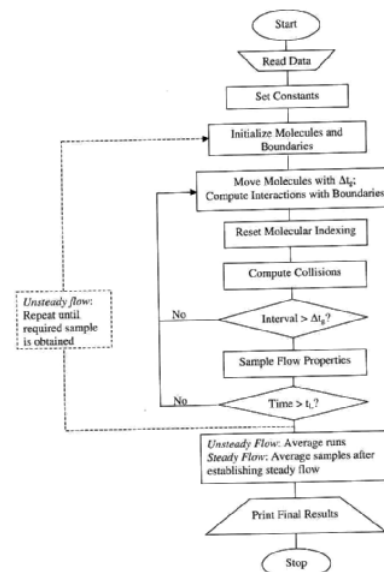 Start
Read Data
Set Constants
Initialize Molecules and
Boundaries
Move Molecules with Δtg;
Compute Interactions with Boundaries
Reset Molecular Indexing
Compute Collisions
Unsteady flow:
Repeat until
required sample
is obtained
No
Interval > Δtg?
Sample Flow Properties
No
Time > tL?
Unsteady Flow: Average runs
Steady Flow: Average samples after
establishing steady flow
Print Final Results
Stop